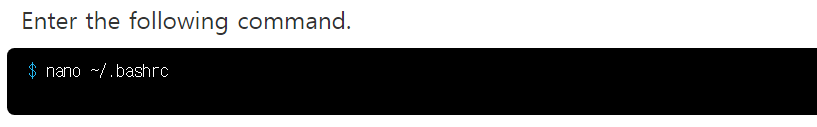 Enter the following command.
$ nano ~/.bashrc